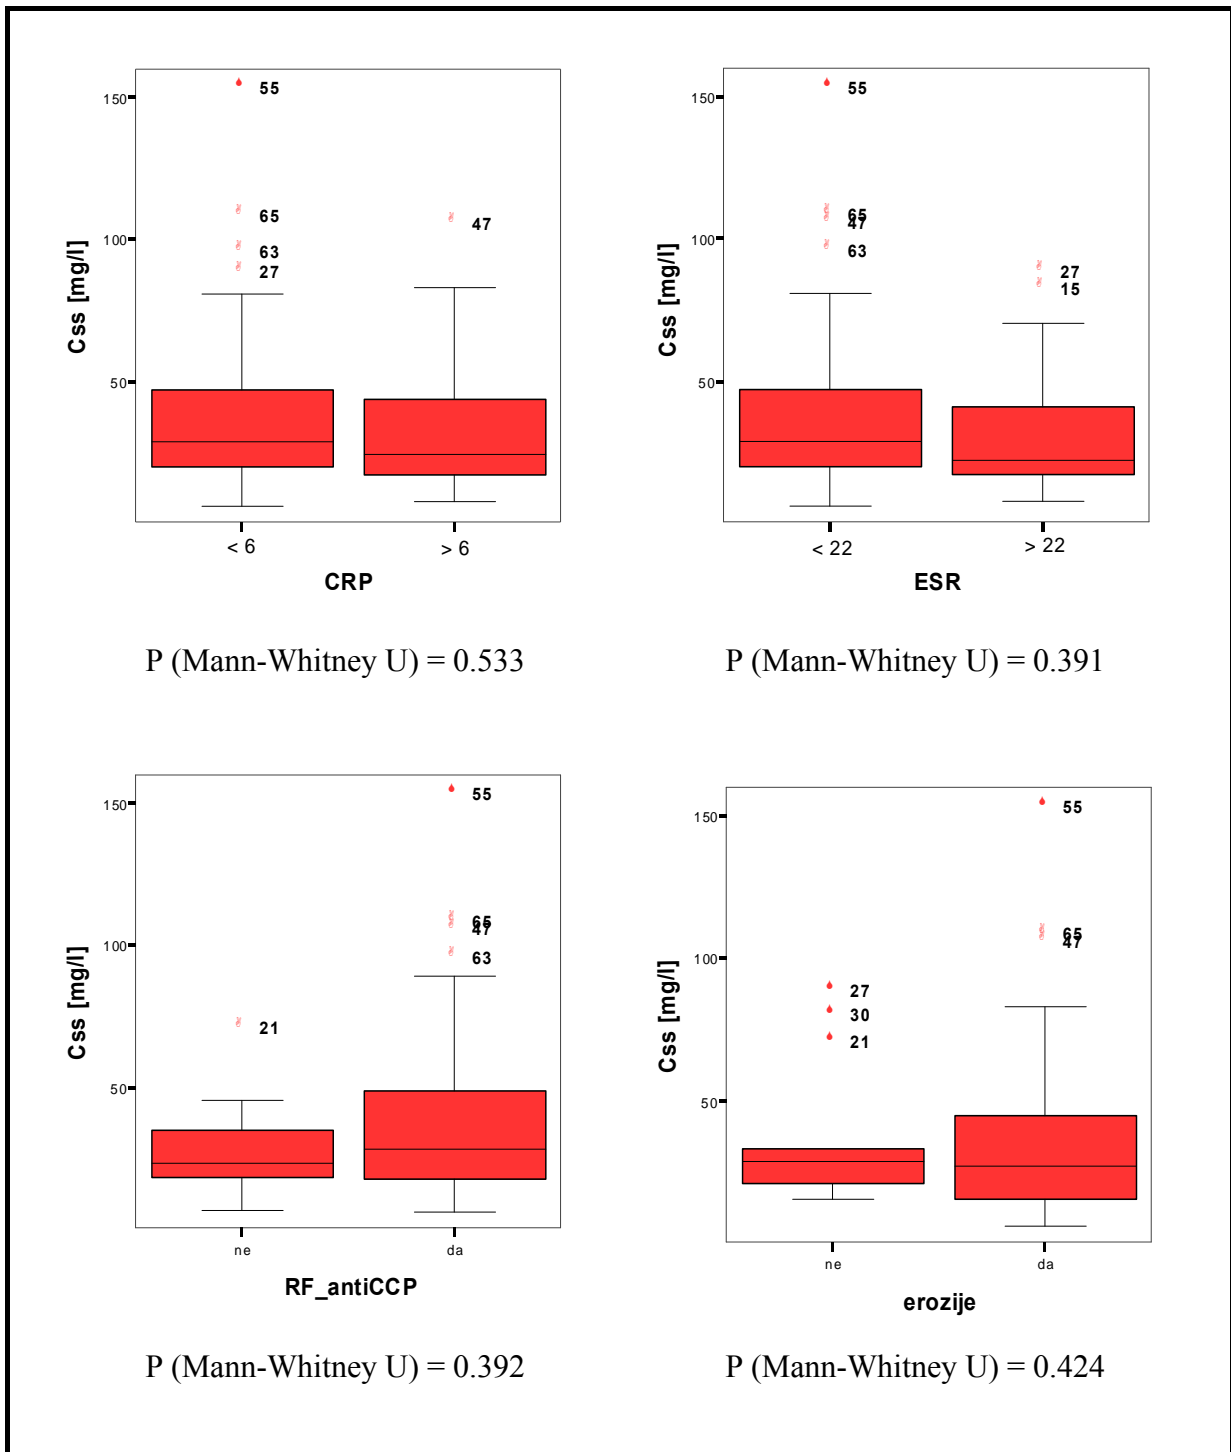 150
100
50
Css [mg/l]
55
65
63
27
47
< 6
> 6
CRP
P (Mann-Whitney U) = 0.533
150
100
50
Css [mg/l]
55
65
47
63
27
15
< 22
> 22
ESR
P (Mann-Whitney U) = 0.391
150
100
50
Css [mg/l]
21
55
65
47
63
ne
da
RF_antiCCP
P (Mann-Whitney U) = 0.392
150
100
50
Css [mg/l]
27
30
21
55
65
47
ne
da
erozije
P (Mann-Whitney U) = 0.424